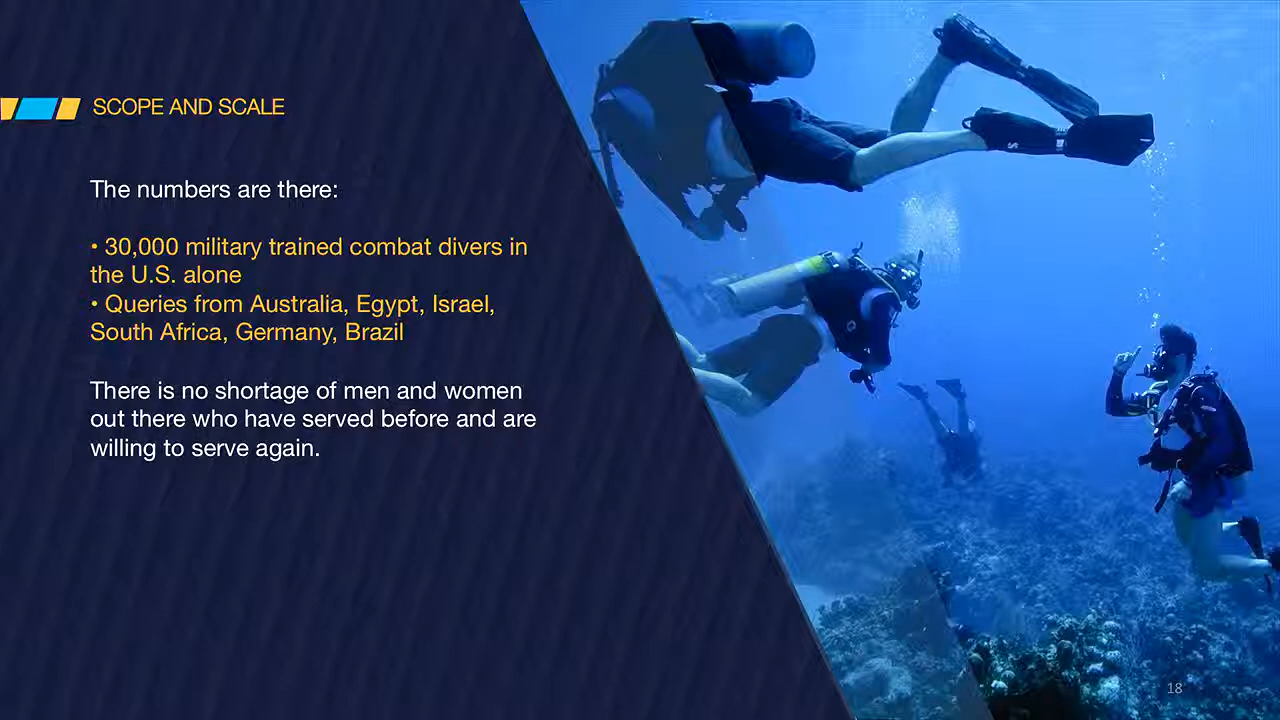 SCOPE AND SCALE
The numbers are there:
• 30,000 military trained combat divers in
the U.S. alone
• Queries from Australia, Egypt, Israel,
South Africa, Germany, Brazil
There is no shortage of men and women
out there who have served before and are
willing to serve again.
18